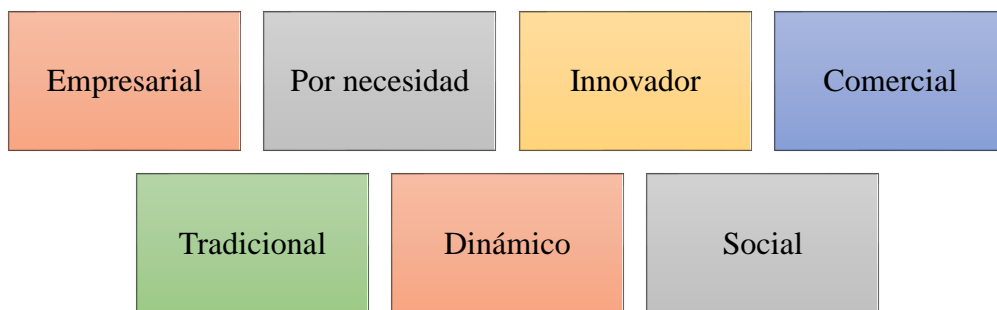 Empresarial
Por necesidad
Innovador
Comercial
Tradicional
Dinámico
Social